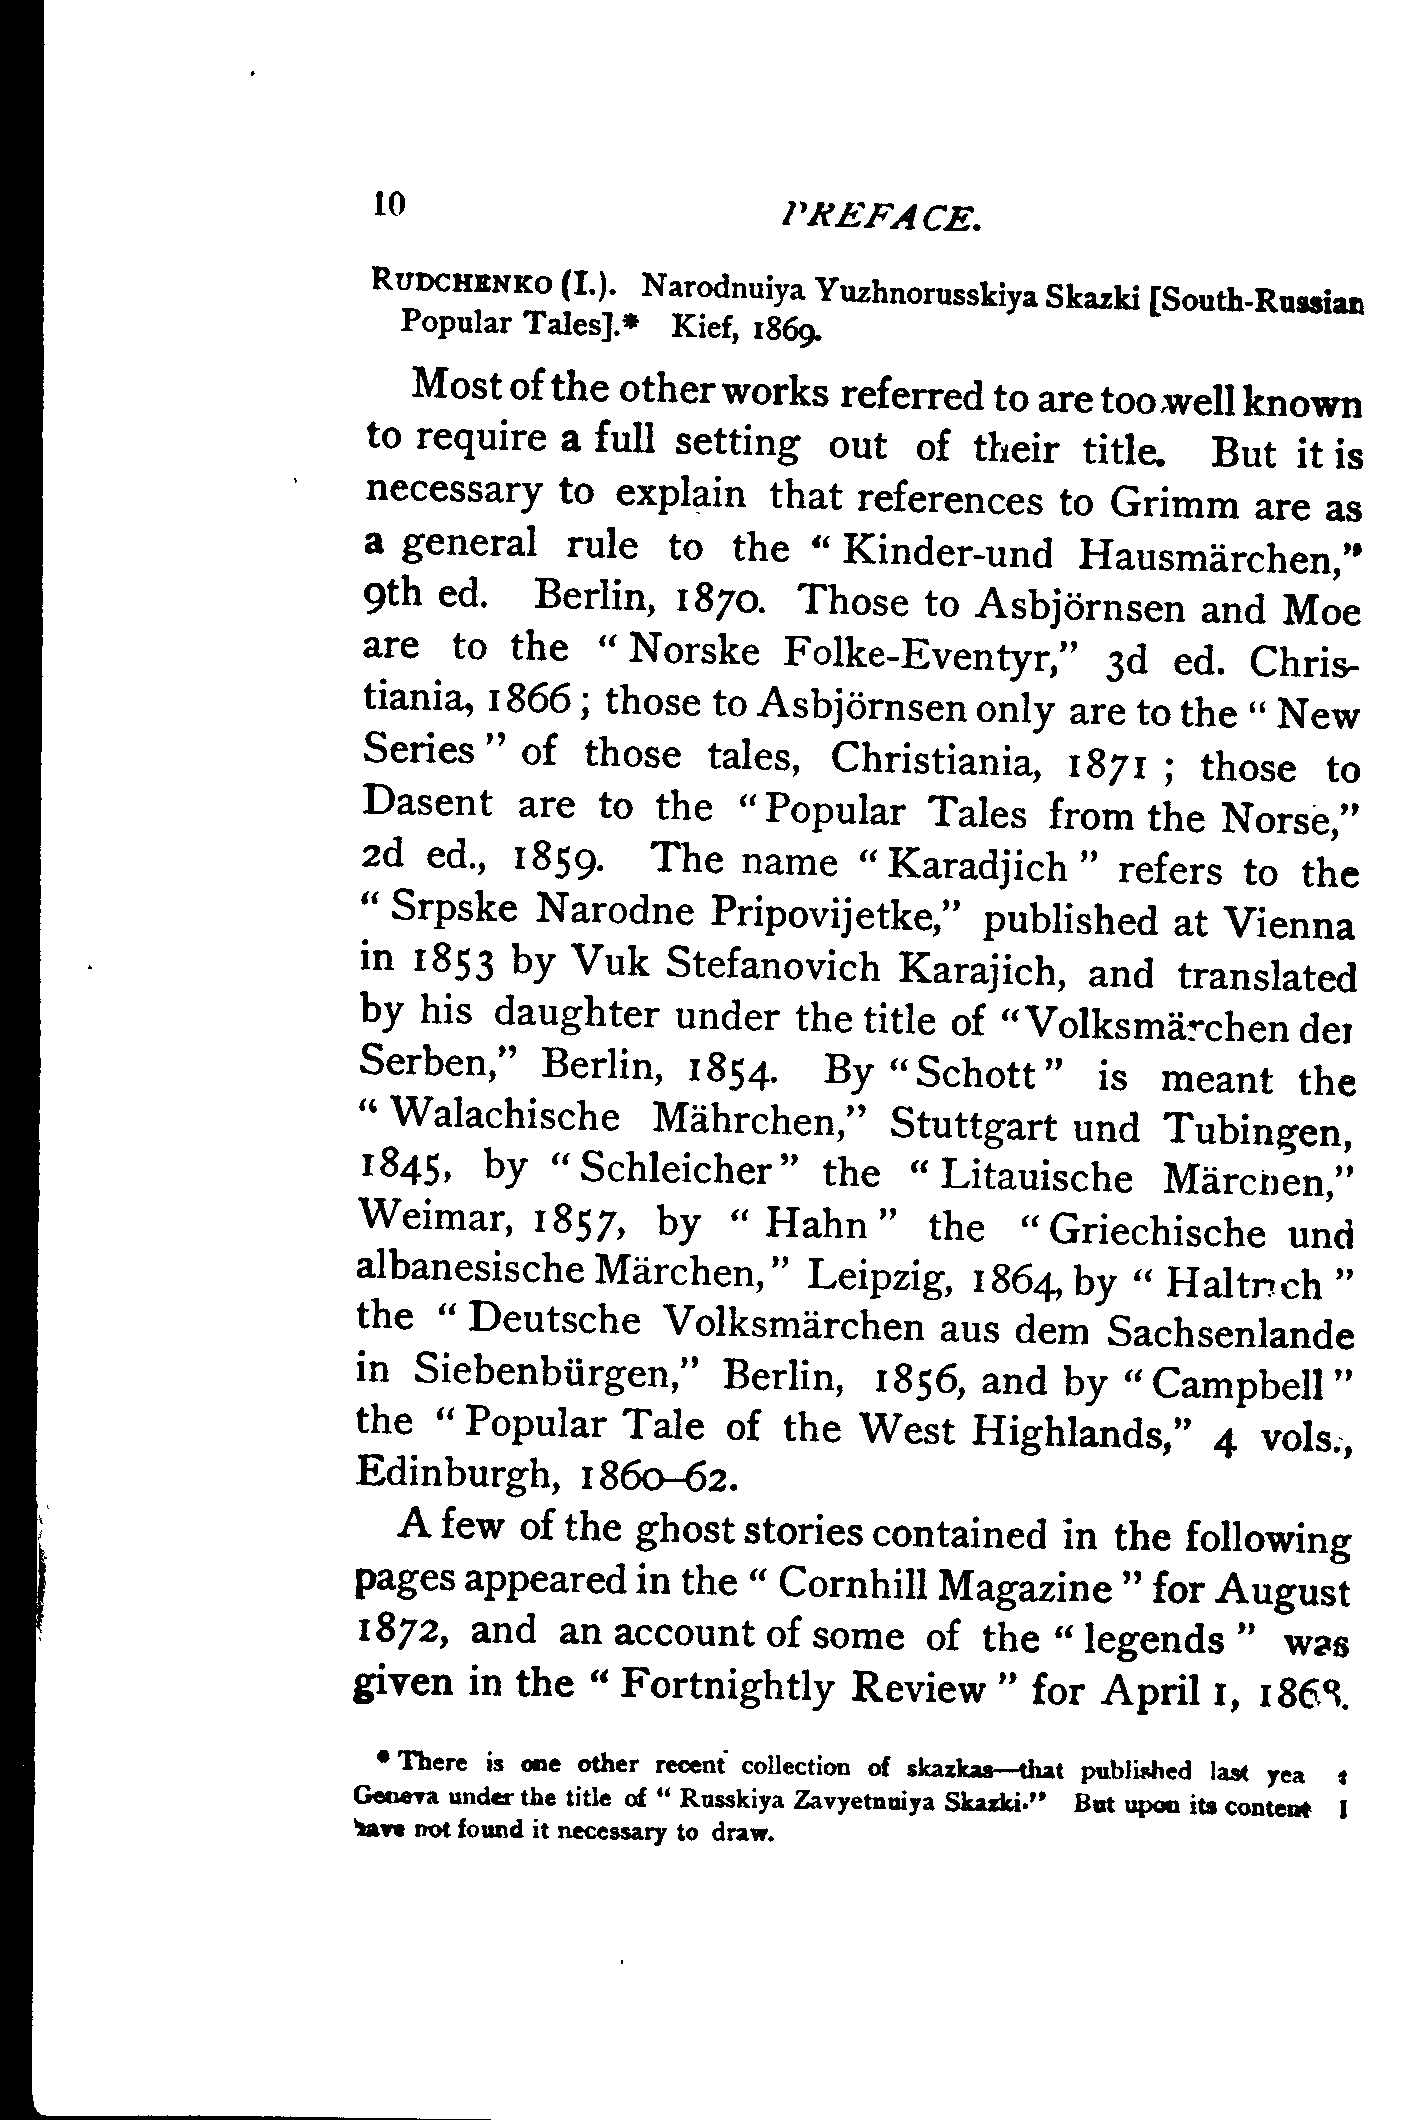 10
PREFACE.
RUDCHENKO (I.). Narodnuiya Yuzhnorusskiya Skazki [South-Russian
Popular Tales].* Kief, 1869.
Most of the other works referred to are too well known
to require a full setting out of their title. But it is
necessary to explain that references to Grimm are as
a general rule to the “ Kinder-und Hausmärchen,”
9th ed. Berlin, 1870. Those to Asbjörnsen and Moe
are to the “ Norske Folke-Eventyr,” 3d ed. Chris-
tiania, 1866 ; those to Asbjörnsen only are to the “ New
Series ” of those tales, Christiania, 1871 ; those to
Dasent are to the “Popular Tales from the Norse,”
2d ed., 1859. The name “ Karadjich ” refers to the
“ Srpske Narodne Pripovijetke,” published at Vienna
in 1853 by Vuk Stefanovich Karajich, and translated
by his daughter under the title of “Volksmärchen der
Serben,” Berlin, 1854. By “Schott” is meant the
“ Walachische Mährchen,” Stuttgart und Tubingen,
1845, by “ Schleicher” the “ Litauische Märchen,”
Weimar, 1857, by “ Hahn ” the “ Griechische und
albanesische Märchen,” Leipzig, 1864, by “ Haltrich ”
the “ Deutsche Volksmärchen aus dem Sachsenlande
in Siebenbürgen,” Berlin, 1856, and by “ Campbell ”
the “ Popular Tale of the West Highlands,” 4 vols.,
Edinburgh, 1860–62.
A few of the ghost stories contained in the following
pages appeared in the “ Cornhill Magazine ” for August
1872, and an account of some of the “ legends ” was
given in the “ Fortnightly Review ” for April 1, 1868.
* There is one other recent collection of skazkas—that published last yea t
Geneva under the title of “ Russkiya Zavyetnuiya Skazki.” But upon its content I
have not found it necessary to draw.